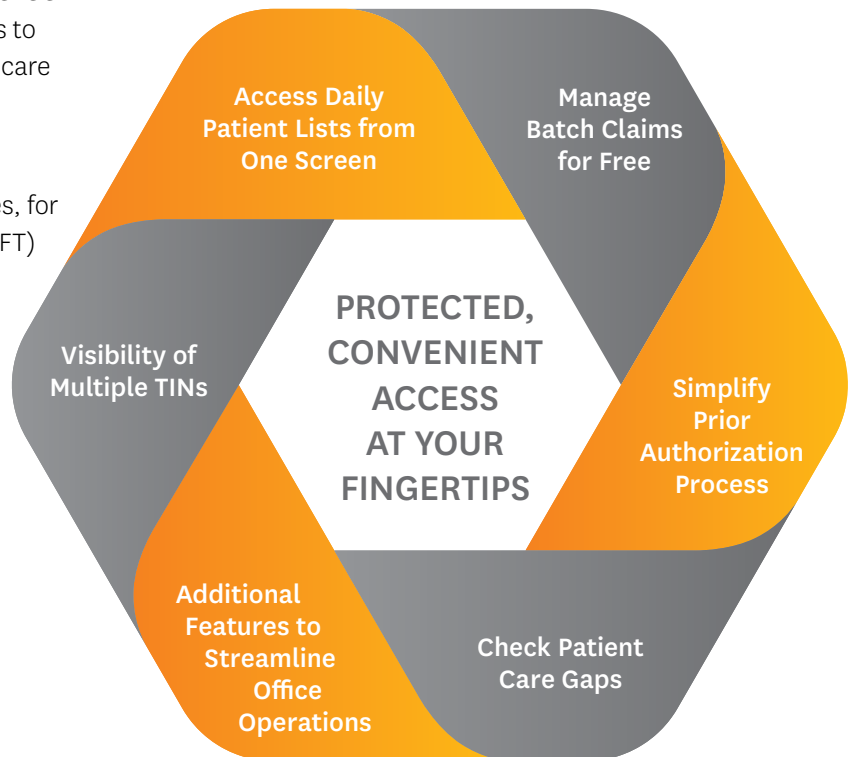 s to
care
s, for
FT)
Access Daily
Patient Lists from
One Screen
Manage
Batch Claims
for Free
Visibility of
Multiple TINs
PROTECTED,
CONVENIENT
ACCESS
AT YOUR
FINGERTIPS
Simplify
Prior
Authorization
Process
Additional
Features to
Streamline
Office
Operations
Check Patient
Care Gaps